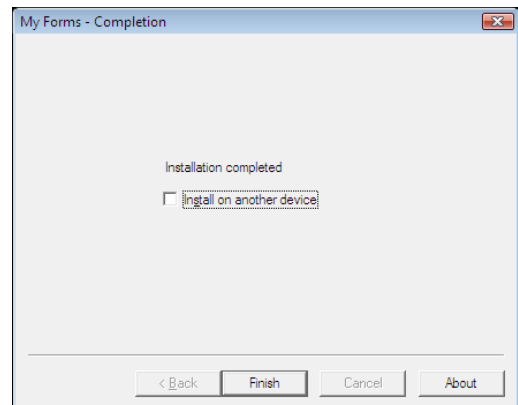 My Forms - Completion
Installation completed
Install on another device
< Back Finish Cancel About